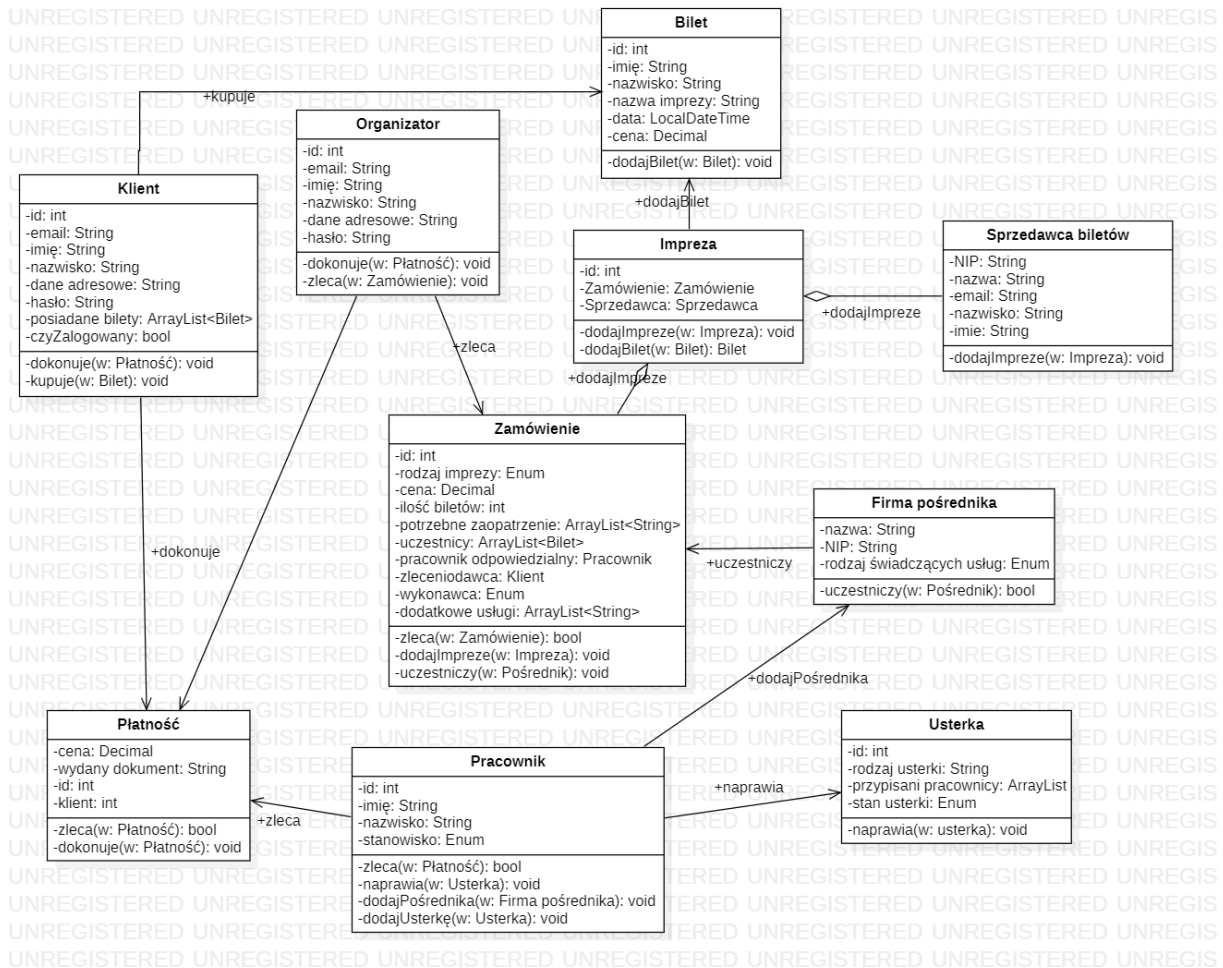 Bilet
-id: int
-imię: String
-nazwisko: String
-nazwa imprezy: String
-data: LocalDateTime
-cena: Decimal
-dodajBilet(w: Bilet): void
+kupuje
Organizator
-id: int
-email: String
-imię: String
-nazwisko: String
-dane adresowe: String
-hasło: String
-dokonuje(w: Płatność): void
-zleca(w: Zamówienie): void
Klient
-id: int
-email: String
-imię: String
-nazwisko: String
-dane adresowe: String
-hasło: String
-posiadane bilety: ArrayList<Bilet>
-czyZalogowany: bool
-dokonuje(w: Płatność): void
-kupuje(w: Bilet): void
+dodajBilet
Impreza
-id: int
-Zamówienie: Zamówienie
-Sprzedawca: Sprzedawca
-dodajImpreze(w: Impreza): void
-dodajBilet(w: Bilet): Bilet
Sprzedawca biletów
-NIP: String
-nazwa: String
-email: String
-nazwisko: String
-imie: String
-dodajImpreze(w: Impreza): void
+dodajImpreze
+zleca
+dodajImpreze
Zamówienie
-id: int
-rodzaj imprezy: Enum
-cena: Decimal
-ilość biletów: int
-potrzebne zaopatrzenie: ArrayList<String>
-uczestnicy: ArrayList<Bilet>
-pracownik odpowiedzialny: Pracownik
-zleceniodawca: Klient
-wykonawca: Enum
-dodatkowe usługi: ArrayList<String>
-zleca(w: Zamówienie): bool
-dodajImpreze(w: Impreza): void
-uczestniczy(w: Pośrednik): void
Firma pośrednika
-nazwa: String
-NIP: String
-rodzaj świadczących usług: Enum
-uczestniczy(w: Pośrednik): bool
+uczestniczy
+dokonuje
+dodajPośrednika
Płatność
-cena: Decimal
-wydany dokument: String
-id: int
-klient: int
-zleca(w: Płatność): bool
-dokonuje(w: Płatność): void
+zleca
Pracownik
-id: int
-imię: String
-nazwisko: String
-stanowisko: Enum
-zleca(w: Płatność): bool
-naprawia(w: Usterka): void
-dodajPośrednika(w: Firma pośrednika): void
-dodajUsterkę(w: Usterka): void
+naprawia
Usterka
-id: int
-rodzaj usterki: String
-przypisani pracownicy: ArrayList
-stan usterki: Enum
-naprawia(w: usterka): void
UNREGISTERED